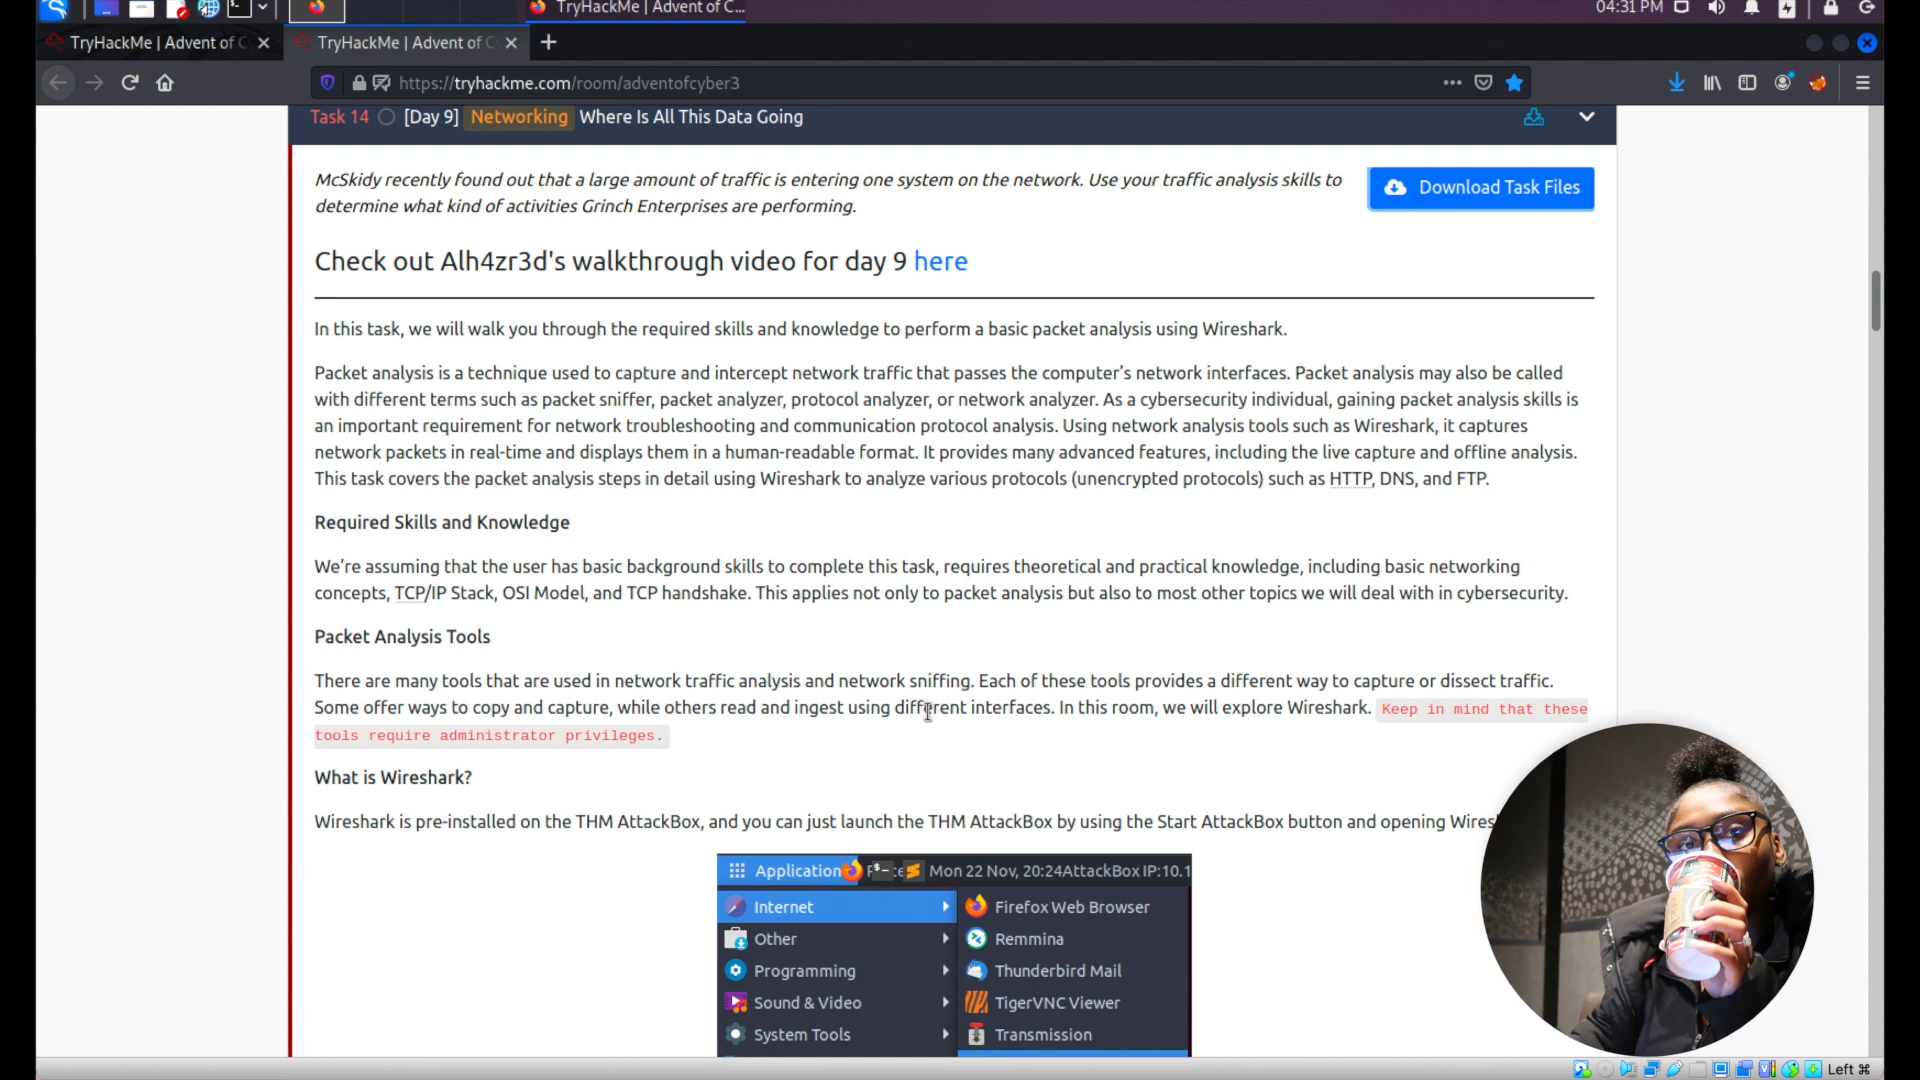 TryHackMe | Advent of C...
04:31 PM
TryHackMe | Advent of C
TryHackMe | Advent of C
https://tryhackme.com/room/adventofcyber3
Task 14 [Day 9] Networking Where Is All This Data Going
McSkidy recently found out that a large amount of traffic is entering one system on the network. Use your traffic analysis skills to
determine what kind of activities Grinch Enterprises are performing.
Download Task Files
Check out Alh4zr3d's walkthrough video for day 9 here
In this task, we will walk you through the required skills and knowledge to perform a basic packet analysis using Wireshark.
Packet analysis is a technique used to capture and intercept network traffic that passes the computer’s network interfaces. Packet analysis may also be called
with different terms such as packet sniffer, packet analyzer, protocol analyzer, or network analyzer. As a cybersecurity individual, gaining packet analysis skills is
an important requirement for network troubleshooting and communication protocol analysis. Using network analysis tools such as Wireshark, it captures
network packets in real-time and displays them in a human-readable format. It provides many advanced features, including the live capture and offline analysis.
This task covers the packet analysis steps in detail using Wireshark to analyze various protocols (unencrypted protocols) such as HTTP, DNS, and FTP.
Required Skills and Knowledge
We’re assuming that the user has basic background skills to complete this task, requires theoretical and practical knowledge, including basic networking
concepts, TCP/IP Stack, OSI Model, and TCP handshake. This applies not only to packet analysis but also to most other topics we will deal with in cybersecurity.
Packet Analysis Tools
There are many tools that are used in network traffic analysis and network sniffing. Each of these tools provides a different way to capture or dissect traffic.
Some offer ways to copy and capture, while others read and ingest using different interfaces. In this room, we will explore Wireshark. Keep in mind that these
tools require administrator privileges.
What is Wireshark?
Wireshark is pre-installed on the THM AttackBox, and you can just launch the THM AttackBox by using the Start AttackBox button and opening Wires
Application Mon 22 Nov, 20:24 AttackBox IP:10.1
Internet Firefox Web Browser
Other Remmina
Programming Thunderbird Mail
Sound & Video TigerVNC Viewer
System Tools Transmission
Left ⌘